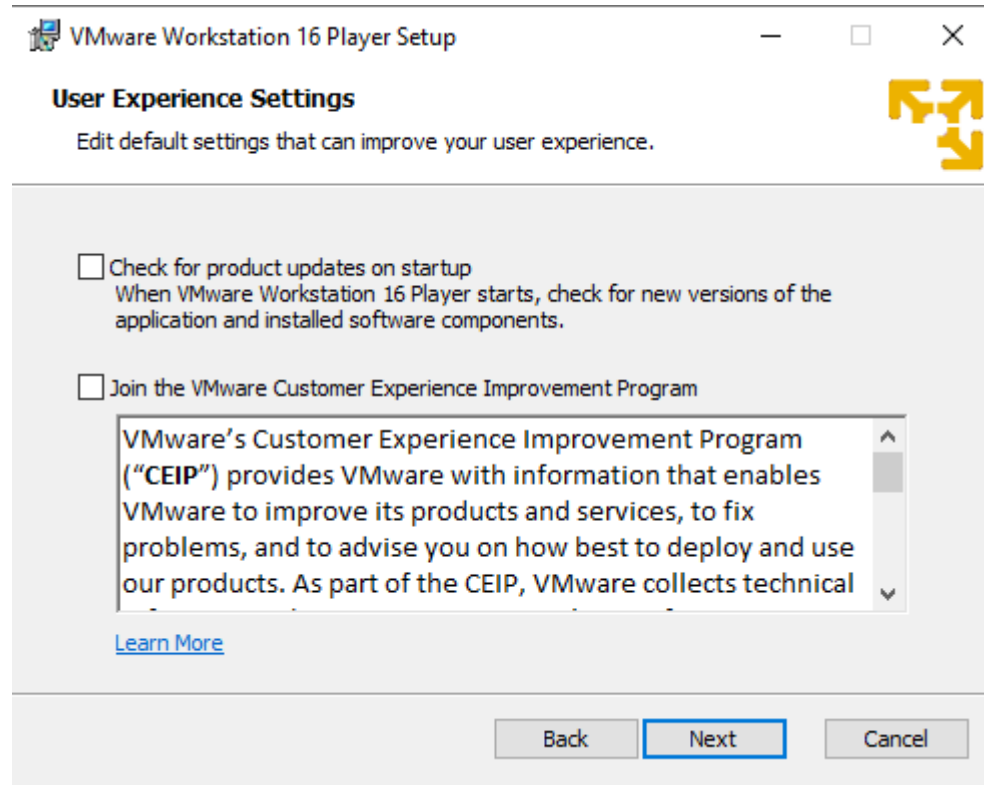 VMware Workstation 16 Player Setup
User Experience Settings
Edit default settings that can improve your user experience.
Check for product updates on startup
When VMware Workstation 16 Player starts, check for new versions of the
application and installed software components.
Join the VMware Customer Experience Improvement Program
VMware’s Customer Experience Improvement Program
(“CEIP”) provides VMware with information that enables
VMware to improve its products and services, to fix
problems, and to advise you on how best to deploy and use
our products. As part of the CEIP, VMware collects technical
Learn More
Back
Next
Cancel